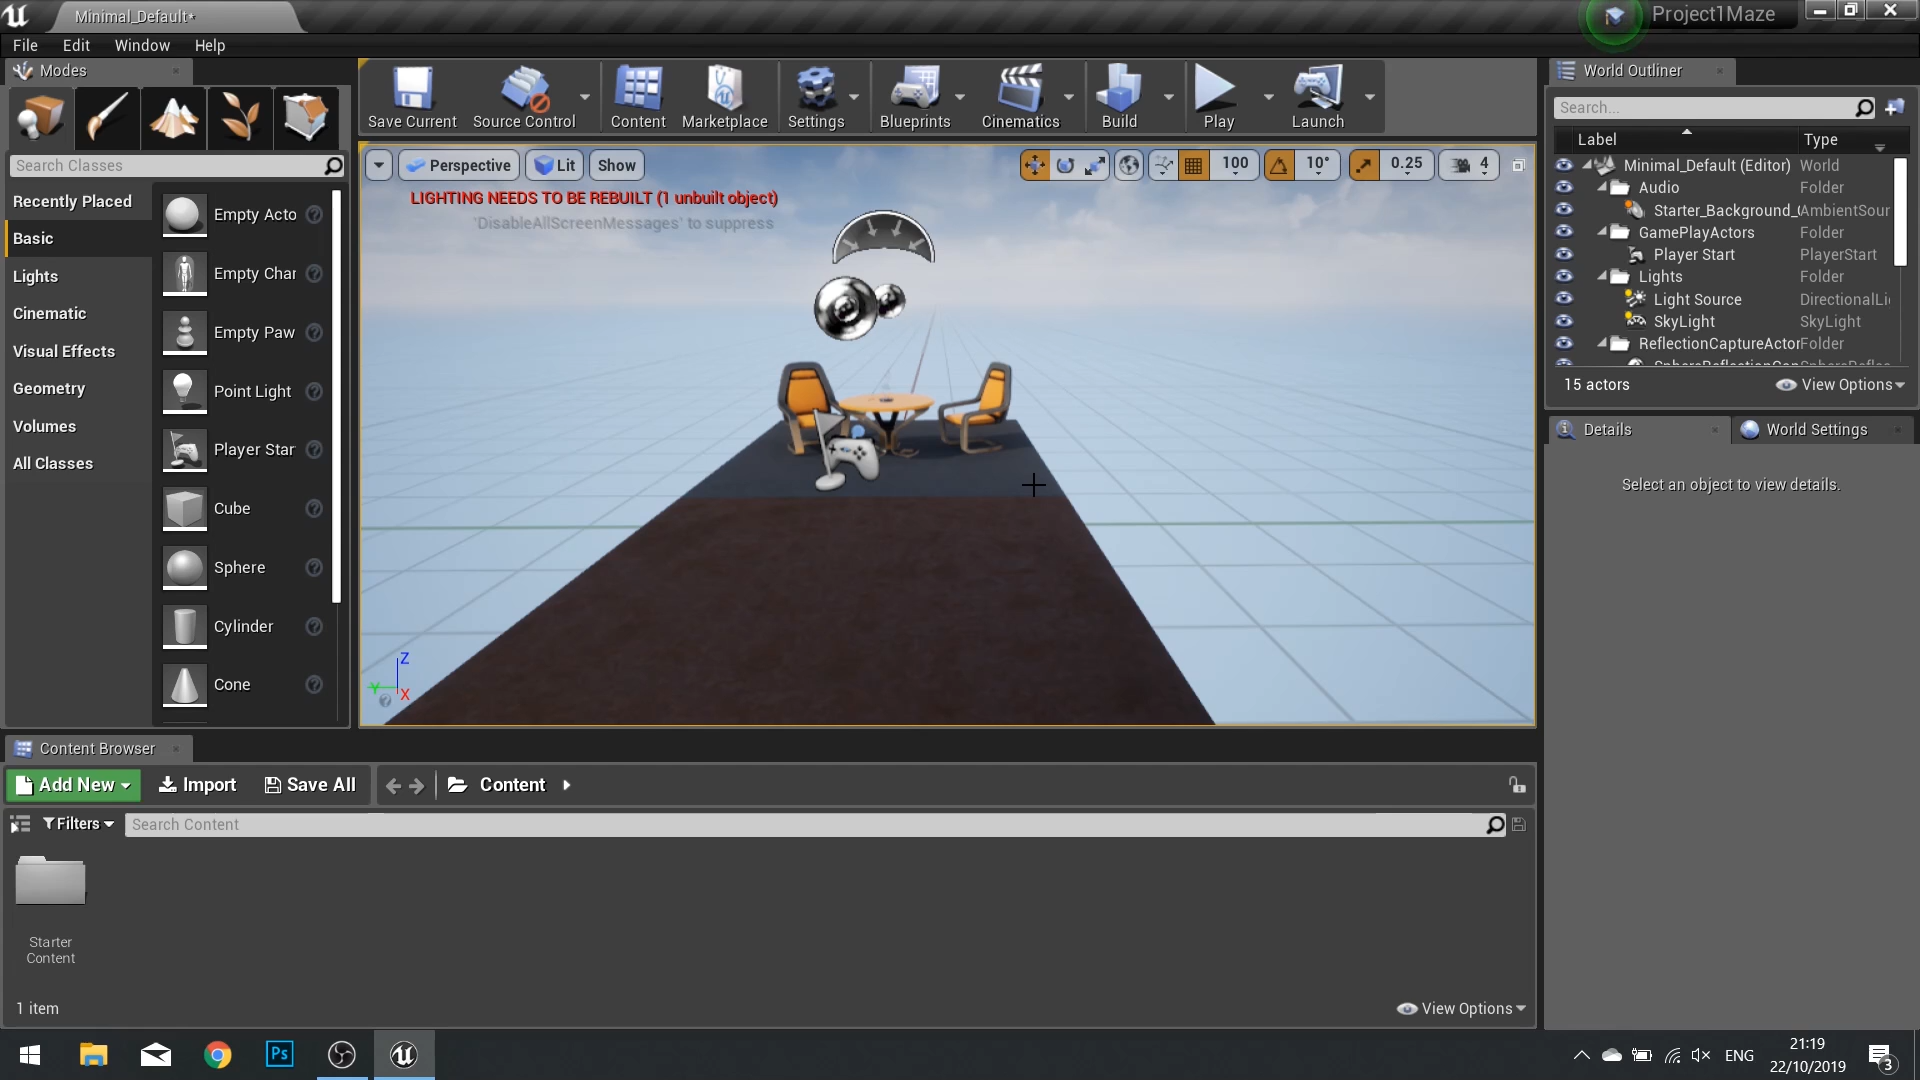 Minimal_Default*
Project1Maze
File Edit Window Help
Modes
Search Classes
Recently Placed
Basic
Lights
Cinematic
Visual Effects
Geometry
Volumes
All Classes
Empty Acto
Empty Char
Empty Paw
Point Light
Player Star
Cube
Sphere
Cylinder
Cone
Save Current
Source Control
Content
Marketplace
Settings
Blueprints
Cinematics
Build
Play
Launch
Perspective
Lit
Show
100
10°
0.25
4
LIGHTING NEEDS TO BE REBUILT (1 unbuilt object)
'DisableAllScreenMessages' to suppress
Z
Y
X
World Outliner
Search...
Label Type
Minimal_Default (Editor) World
Audio Folder
Starter_Background_ AmbientSour
GamePlayActors Folder
Player Start PlayerStart
Lights Folder
Light Source DirectionalLi
SkyLight SkyLight
ReflectionCaptureActor Folder
15 actors
View Options
Details
World Settings
Select an object to view details.
Content Browser
Add New
Import
Save All
Content
Filters
Search Content
Starter
Content
1 item
View Options
Ps
ENG
21:19
22/10/2019
3